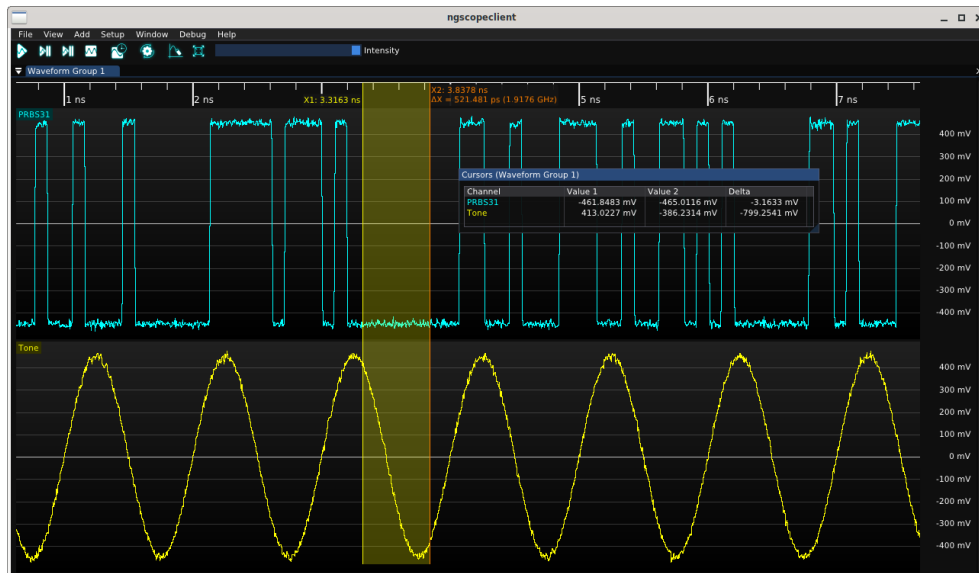 ngscopeclient
File View Add Setup Window Debug Help
Intensity
Waveform Group 1
X2: 3.8378 ns
1 ns 2 ns X1: 3.3163 ns ΔX = 521.481 ps (1.9176 GHz) 5 ns 6 ns 7 ns
PRBS31
400 mV
300 mV
200 mV
100 mV
0 mV
-100 mV
-200 mV
-300 mV
-400 mV
Cursors (Waveform Group 1)
Channel Value 1 Value 2 Delta
PRBS31 -461.8483 mV -465.0116 mV -3.1633 mV
Tone 413.0227 mV -386.2314 mV -799.2541 mV
Tone
400 mV
300 mV
200 mV
100 mV
0 mV
-100 mV
-200 mV
-300 mV
-400 mV